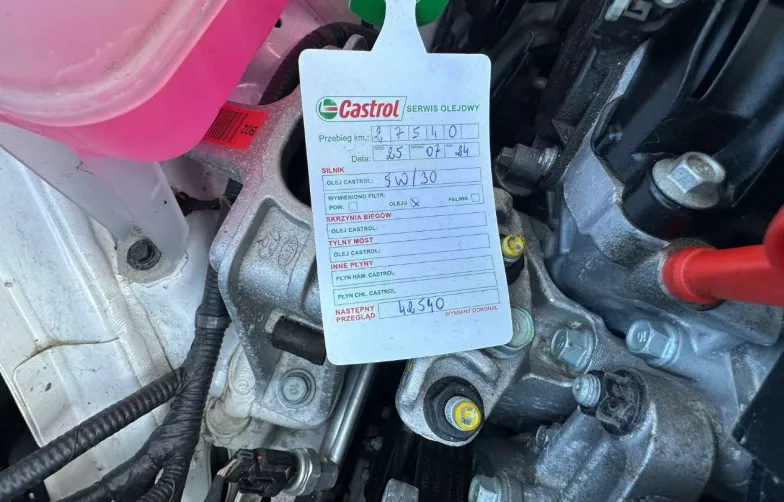 Castrol SERWIS OLEJOWY
Przebieg km.: 27540
Data: 25 07 24
SILNIK
OLEJ CASTROL: 5W/30
WYMIENIONO FILTR:
POW. OLEJU x PALIWA
SKRZYNIA BIEGÓW
OLEJ CASTROL:
TYLNY MOST
OLEJ CASTROL:
INNE PŁYNY
PŁYN HAM. CASTROL
PŁYN CHŁ. CASTROL
NASTĘPNY PRZEGLĄD 42540 WYMIANY DOKONAŁ